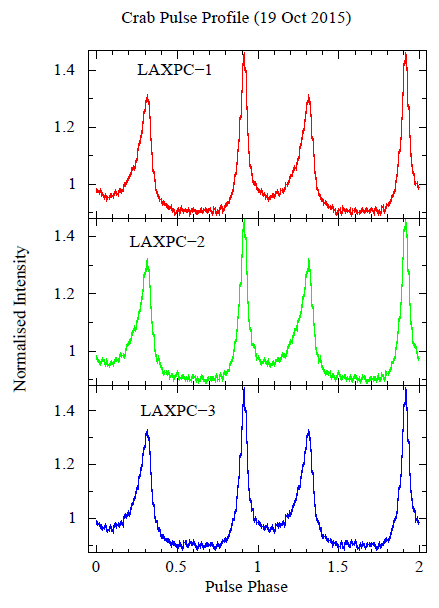 Crab Pulse Profile (19 Oct 2015)
LAXPC−1
1.4
1.2
1
LAXPC−2
1.4
1.2
1
LAXPC−3
1.4
1.2
1
Normalised Intensity
0 0.5 1 1.5 2
Pulse Phase